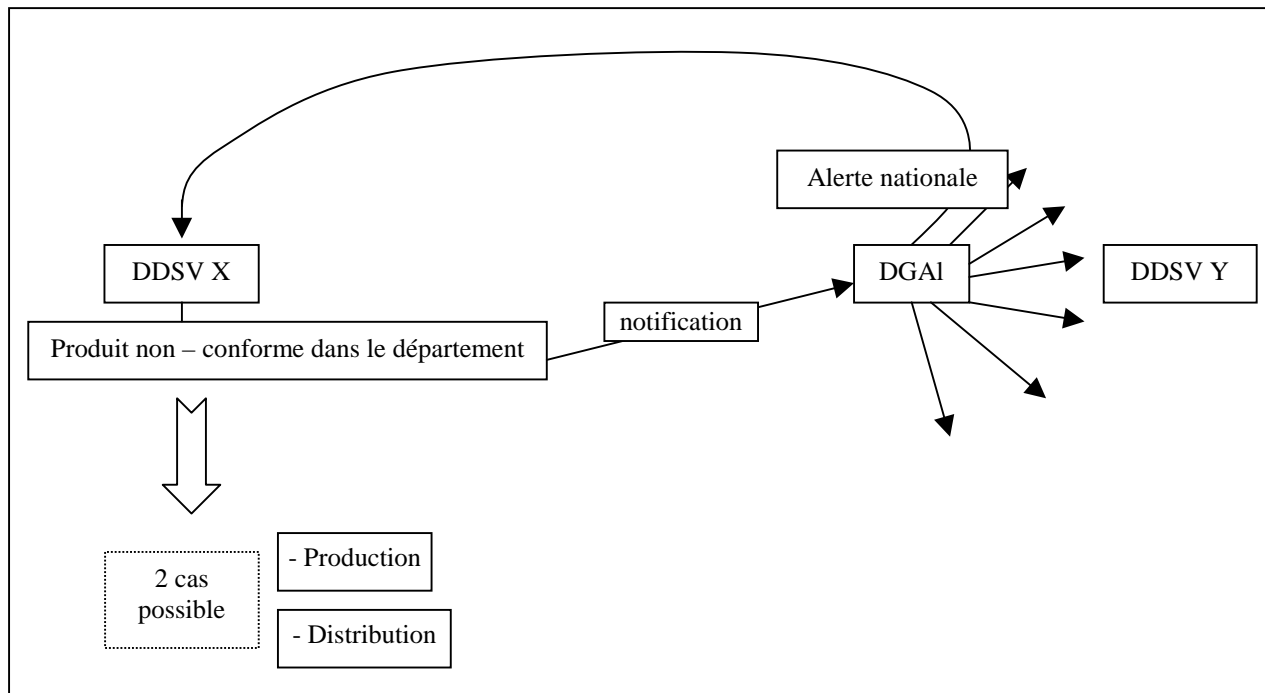 Alerte nationale
DDSV X
DGAl
DDSV Y
notification
Produit non – conforme dans le département
2 cas
possible
- Production
- Distribution